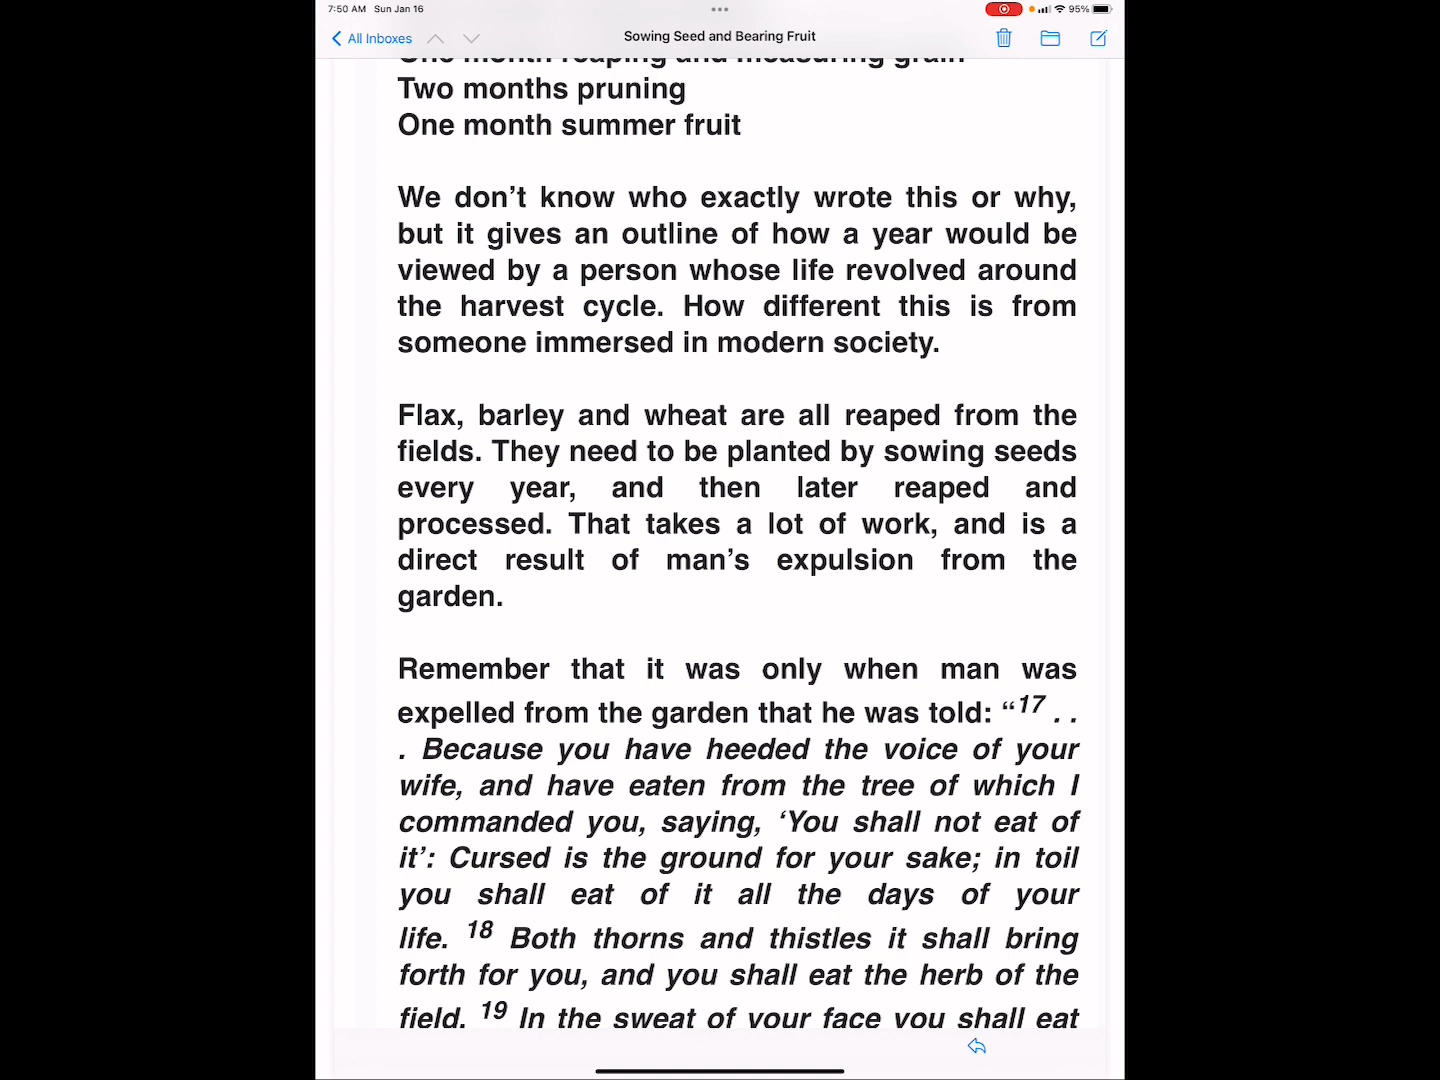 7:50 AM Sun Jan 16
95%
All Inboxes
Sowing Seed and Bearing Fruit
One month reaping and measuring grain
Two months pruning
One month summer fruit
We don’t know who exactly wrote this or why,
but it gives an outline of how a year would be
viewed by a person whose life revolved around
the harvest cycle. How different this is from
someone immersed in modern society.
Flax, barley and wheat are all reaped from the
fields. They need to be planted by sowing seeds
every year, and then later reaped and
processed. That takes a lot of work, and is a
direct result of man’s expulsion from the
garden.
Remember that it was only when man was
expelled from the garden that he was told: “17 . .
. Because you have heeded the voice of your
wife, and have eaten from the tree of which I
commanded you, saying, ‘You shall not eat of
it’: Cursed is the ground for your sake; in toil
you shall eat of it all the days of your
life. 18 Both thorns and thistles it shall bring
forth for you, and you shall eat the herb of the
field. 19 In the sweat of your face you shall eat